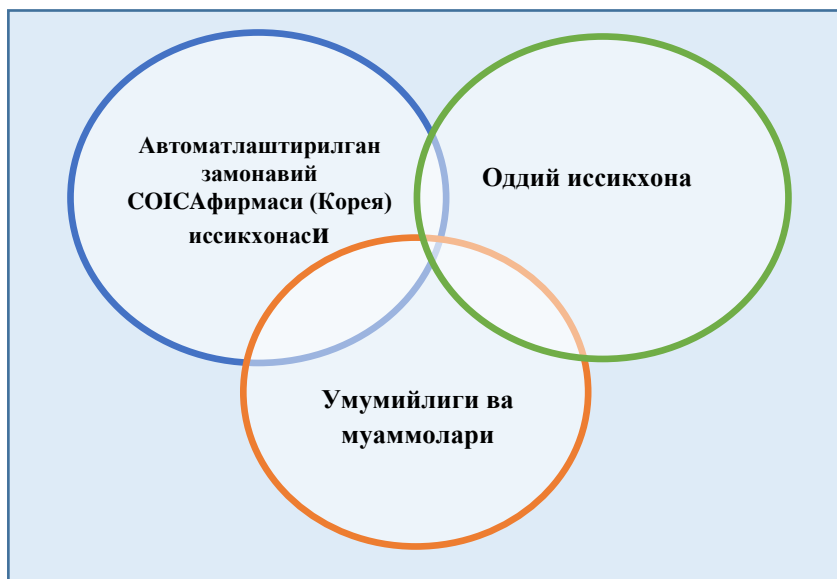 Автоматлаштирилган
замонавий
COICAфирмаси (Корея)
иссикхонаси
Оддий иссикхона
Умумийлиги ва
муаммолари